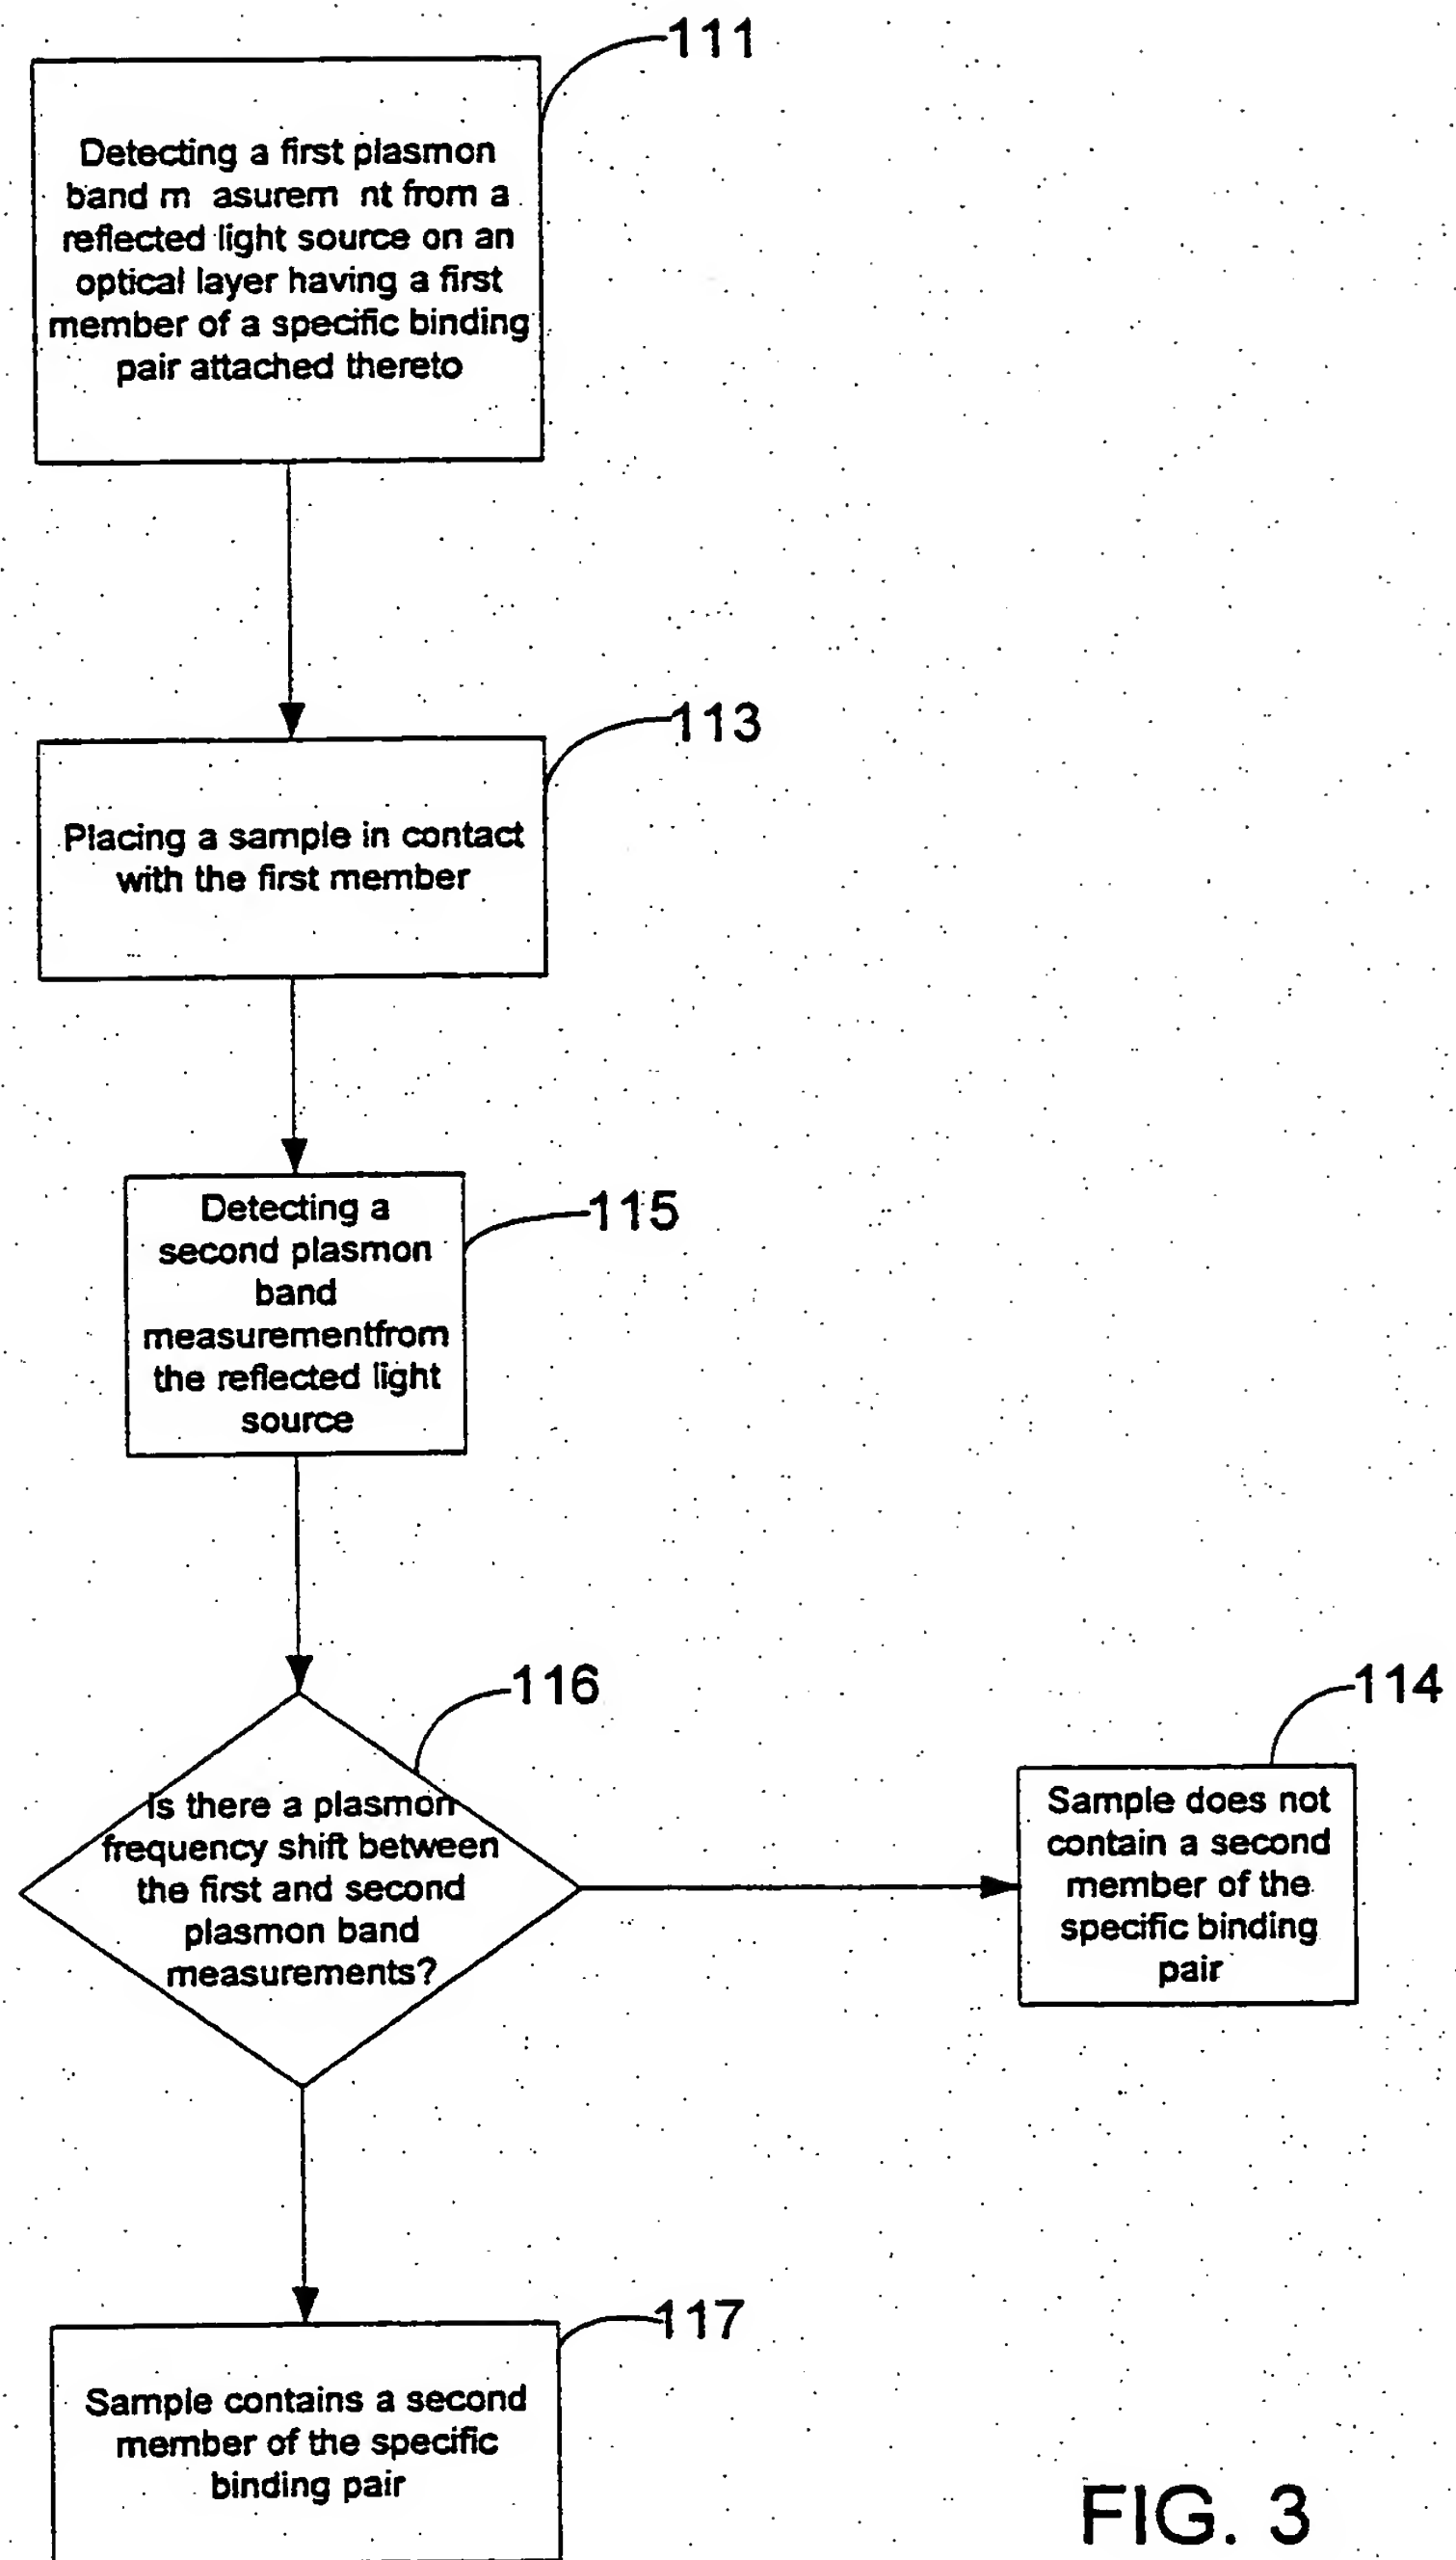 111
Detecting a first plasmon
band m asurem nt from a
reflected light source on an
optical layer having a first
member of a specific binding
pair attached thereto
113
Placing a sample in contact
with the first member
115
Detecting a
second plasmon
band
measurementfrom
the reflected light
source
116
Is there a plasmon
frequency shift between
the first and second
plasmon band
measurements?
114
Sample does not
contain a second
member of the
specific binding
pair
117
Sample contains a second
member of the specific
binding pair
FIG. 3